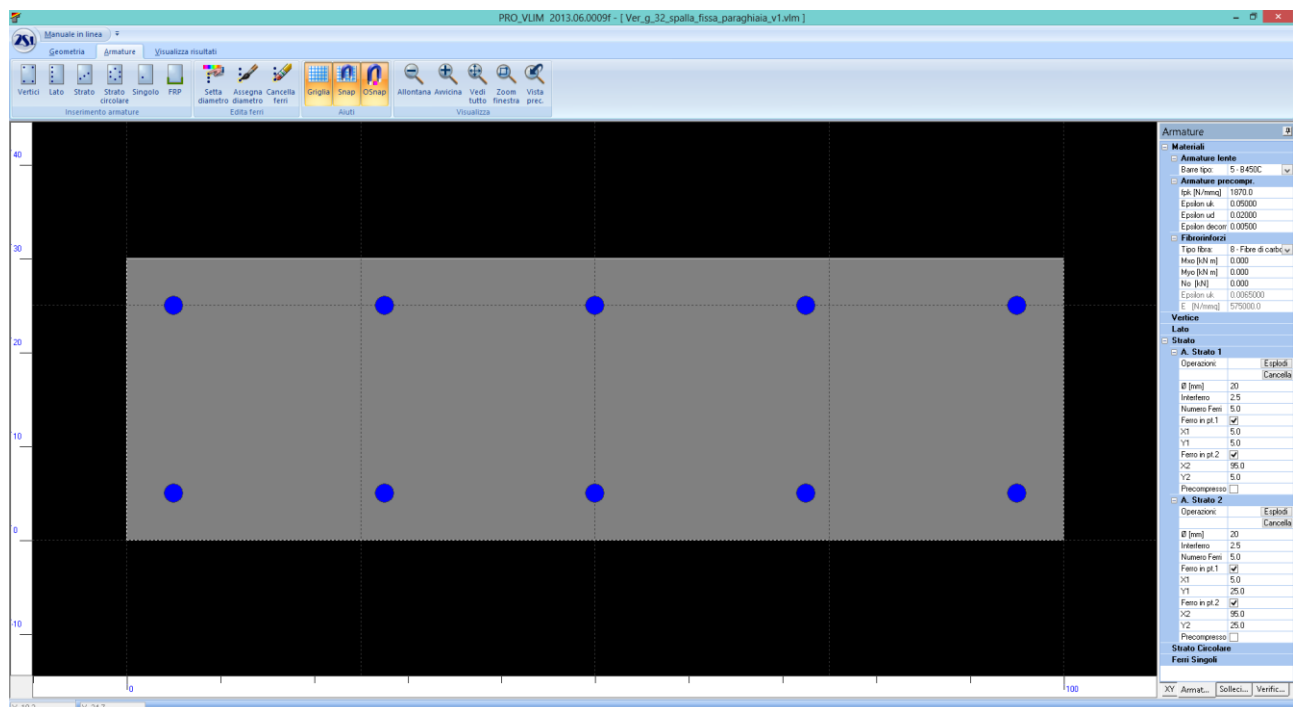 PRO_VLIM 2013.06.0009f - [ Ver_g_32_spalla_fissa_paraghiaia_v1.vlm ]
2SI
Manuale in linea
Geometria Armature Visualizza risultati
Vertici Lato Strato Strato circolare Singolo FRP Setta diametro Assegna diametro Cancella ferri Griglia Snap OSnap Allontana Avvicina Vedi tutto Zoom finestra Vista prec.
Inserimento armature Edita ferri Aiuti Visualizza
40
30
20
10
0
-10
0 100
Armature
Materiali
Armature lente
Barre tipo: 5 - B450C
Armature precompr.
fpk [N/mmq] 1870.0
Epsilon uk 0.05000
Epsilon ud 0.02000
Epsilon decom 0.00500
Fibrorinforzi
Tipo fibra: 8 - Fibre di carbo
Mxo [kN m] 0.000
Myo [kN m] 0.000
No [kN] 0.000
Epsilon uk 0.0065000
E [N/mmq] 575000.0
Vertice
Lato
Strato
A. Strato 1
Operazioni: Esplodi
Cancella
Ø [mm] 20
Interferro 2.5
Numero Ferri 5.0
Ferro in pt.1
X1 5.0
Y1 5.0
Ferro in pt.2
X2 95.0
Y2 5.0
Precompresso
A. Strato 2
Operazioni: Esplodi
Cancella
Ø [mm] 20
Interferro 2.5
Numero Ferri 5.0
Ferro in pt.1
X1 5.0
Y1 25.0
Ferro in pt.2
X2 95.0
Y2 25.0
Precompresso
Strato Circolare
Ferri Singoli
XY Armat... Solleci... Verific...